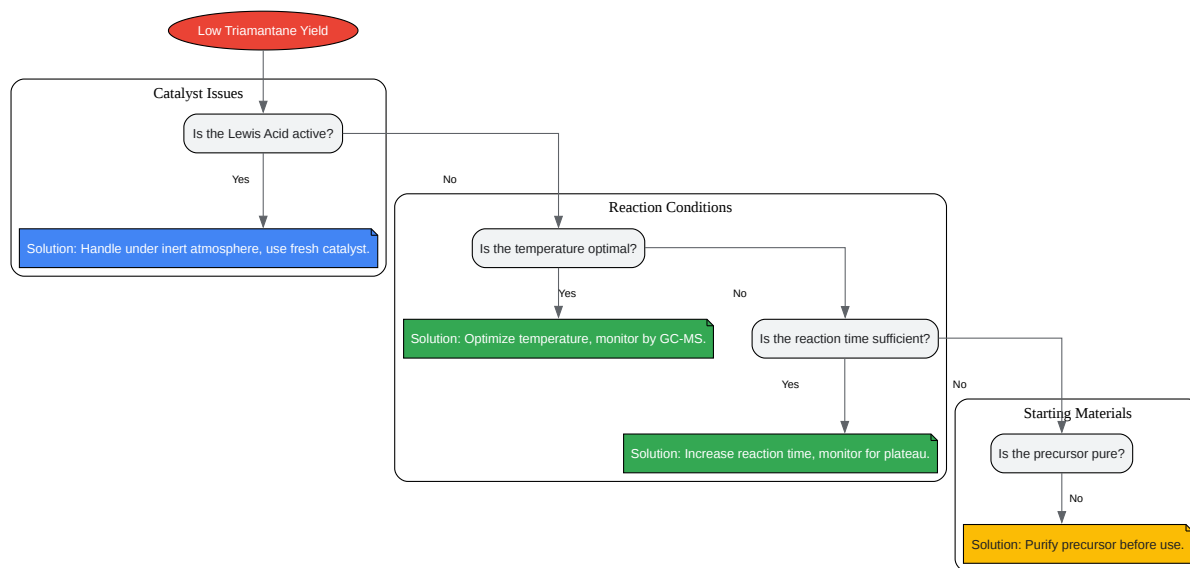 Low Triamantane Yield
Catalyst Issues
Is the Lewis Acid active?
Yes
No
Solution: Handle under inert atmosphere, use fresh catalyst.
Reaction Conditions
Is the temperature optimal?
Yes
No
Solution: Optimize temperature, monitor by GC-MS.
Is the reaction time sufficient?
Yes
No
Solution: Increase reaction time, monitor for plateau.
Starting Materials
Is the precursor pure?
No
Solution: Purify precursor before use.